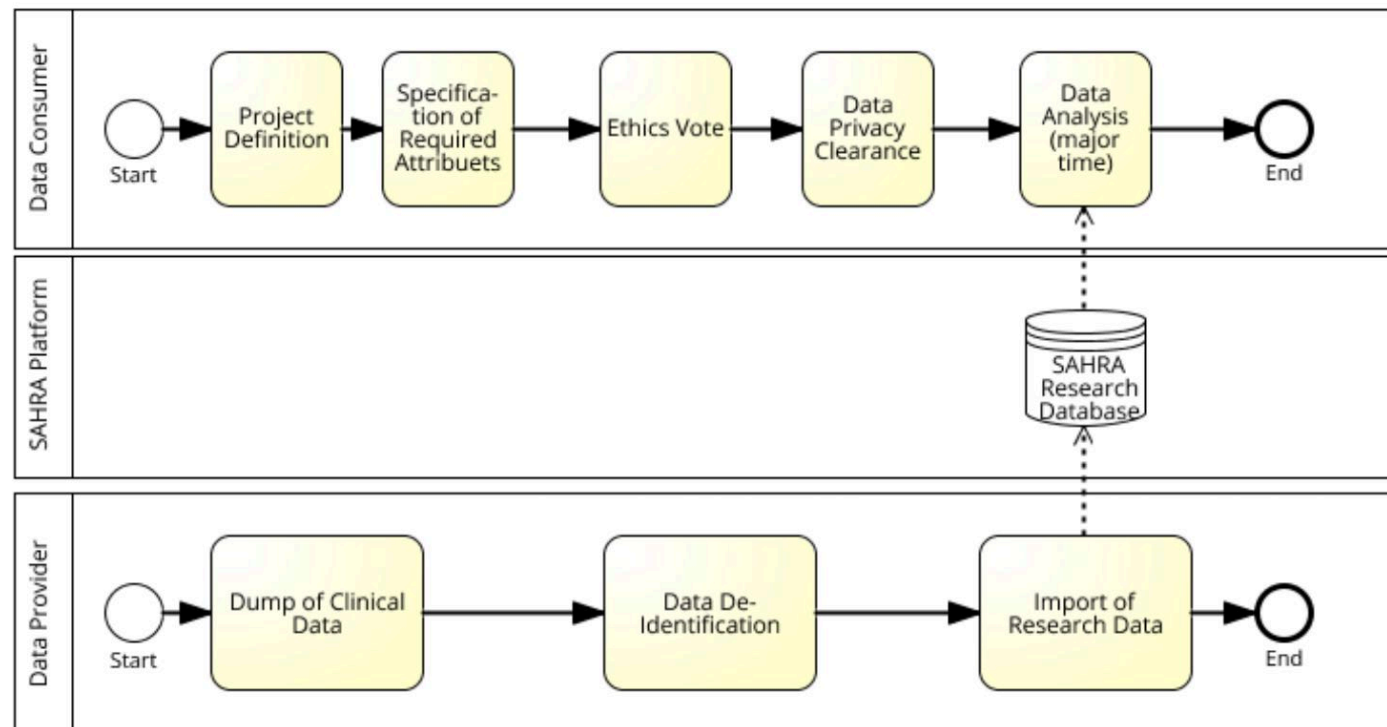 Data Consumer
Start
Project
Definition
Specifica-
tion of
Required
Attribuets
Ethics Vote
Data
Privacy
Clearance
Data
Analysis
(major
time)
End
SAHRA Platform
SAHRA
Research
Database
Data Provider
Start
Dump of Clinical
Data
Data De-
Identification
Import of
Research Data
End